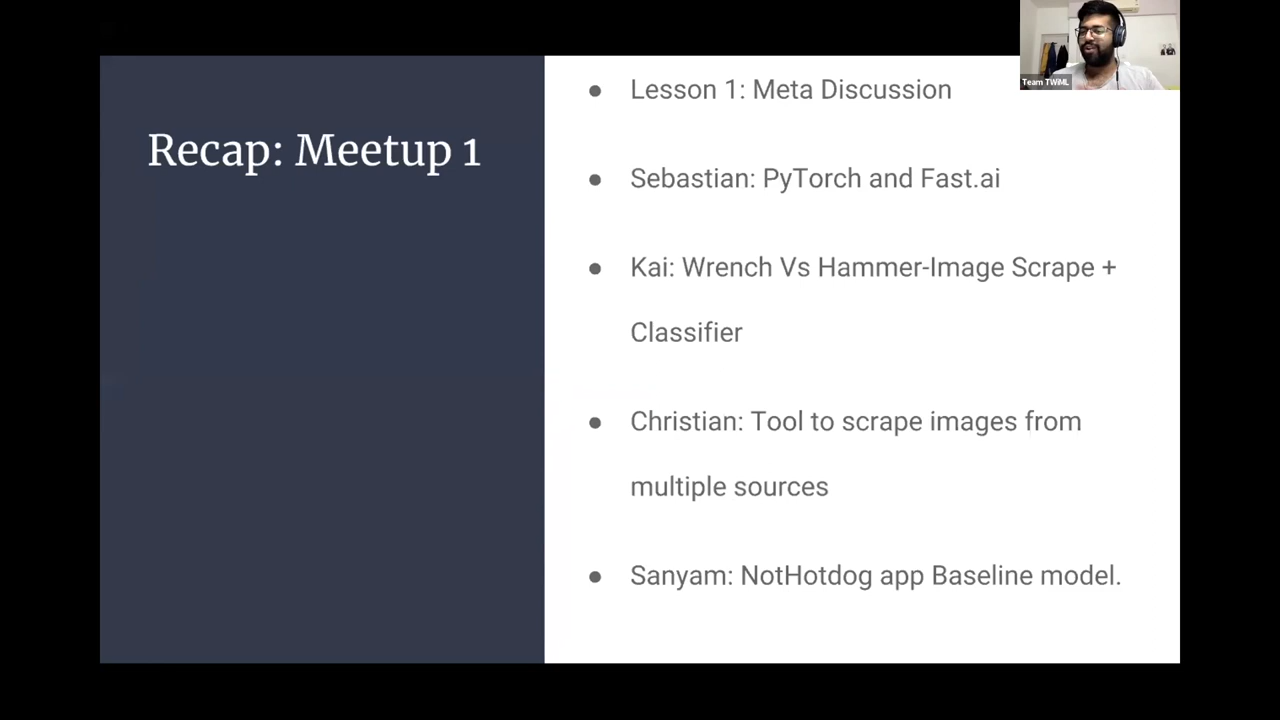 Recap: Meetup 1
● Lesson 1: Meta Discussion
● Sebastian: PyTorch and Fast.ai
● Kai: Wrench Vs Hammer-Image Scrape +
Classifier
● Christian: Tool to scrape images from
multiple sources
● Sanyam: NotHotdog app Baseline model.
Team TWiML